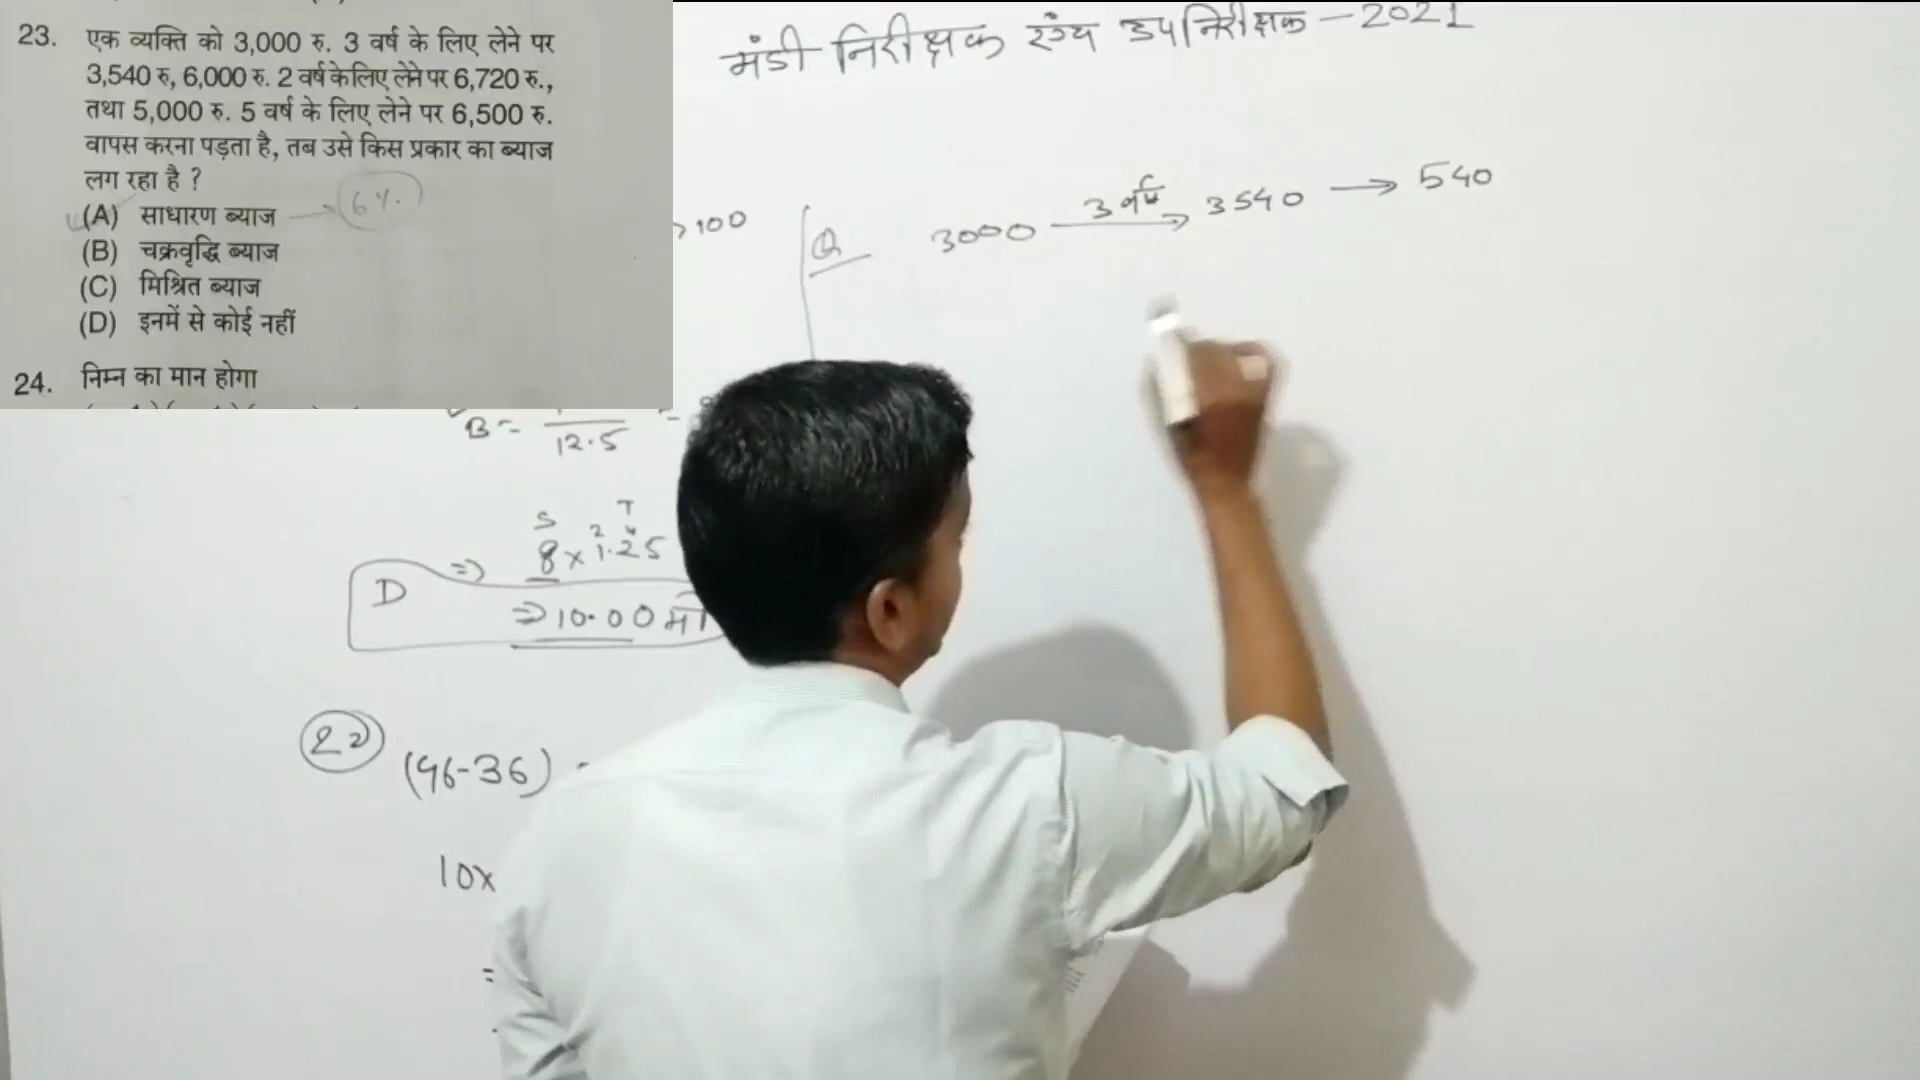 23. एक व्यक्ति को 3,000 रु. 3 वर्ष के लिए लेने पर
3,540 रु, 6,000 रु. 2 वर्ष केलिए लेने पर 6,720 रु.,
तथा 5,000 रु. 5 वर्ष के लिए लेने पर 6,500 रु.
वापस करना पड़ता है, तब उसे किस प्रकार का ब्याज
लग रहा है ?
(A) साधारण ब्याज → 6%
(B) चक्रवृद्धि ब्याज
(C) मिश्रित ब्याज
(D) इनमें से कोई नहीं
24. निम्न का मान होगा
मंडी निरीक्षक एंव उपनिरीक्षक – 2021
100
Q 3000 3 वर्ष → 3540 → 540
B = 12.5
S T
2 4
8 x 1.25
D ⇒
⇒ 10.00
22 (46-36)
10x
=